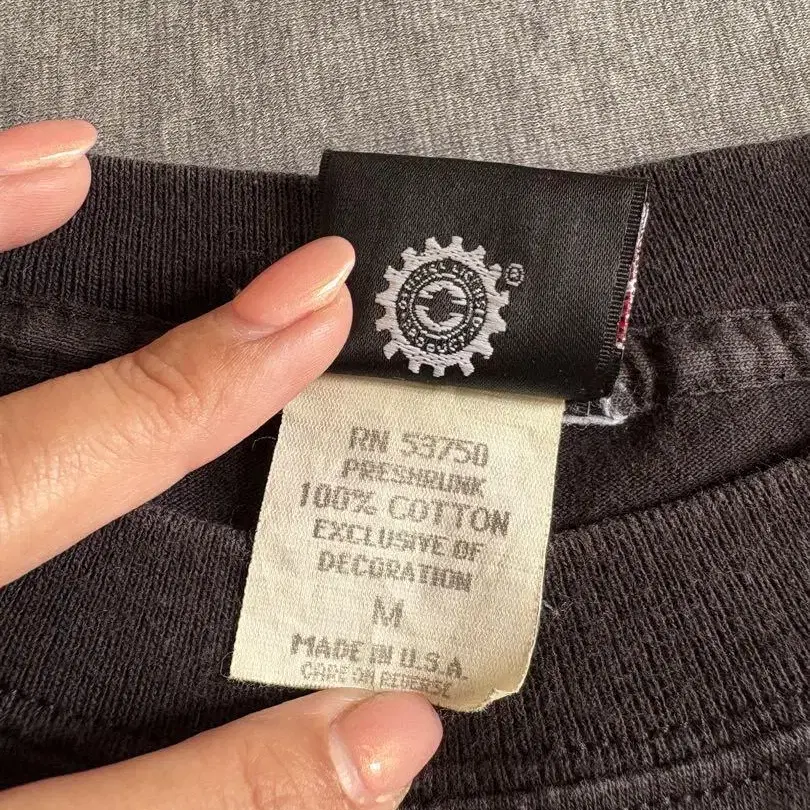 ®
RN 53750
PRESHRUNK
100% COTTON
EXCLUSIVE OF
DECORATION
M
MADE IN U.S.A.
CARE ON REVERSE